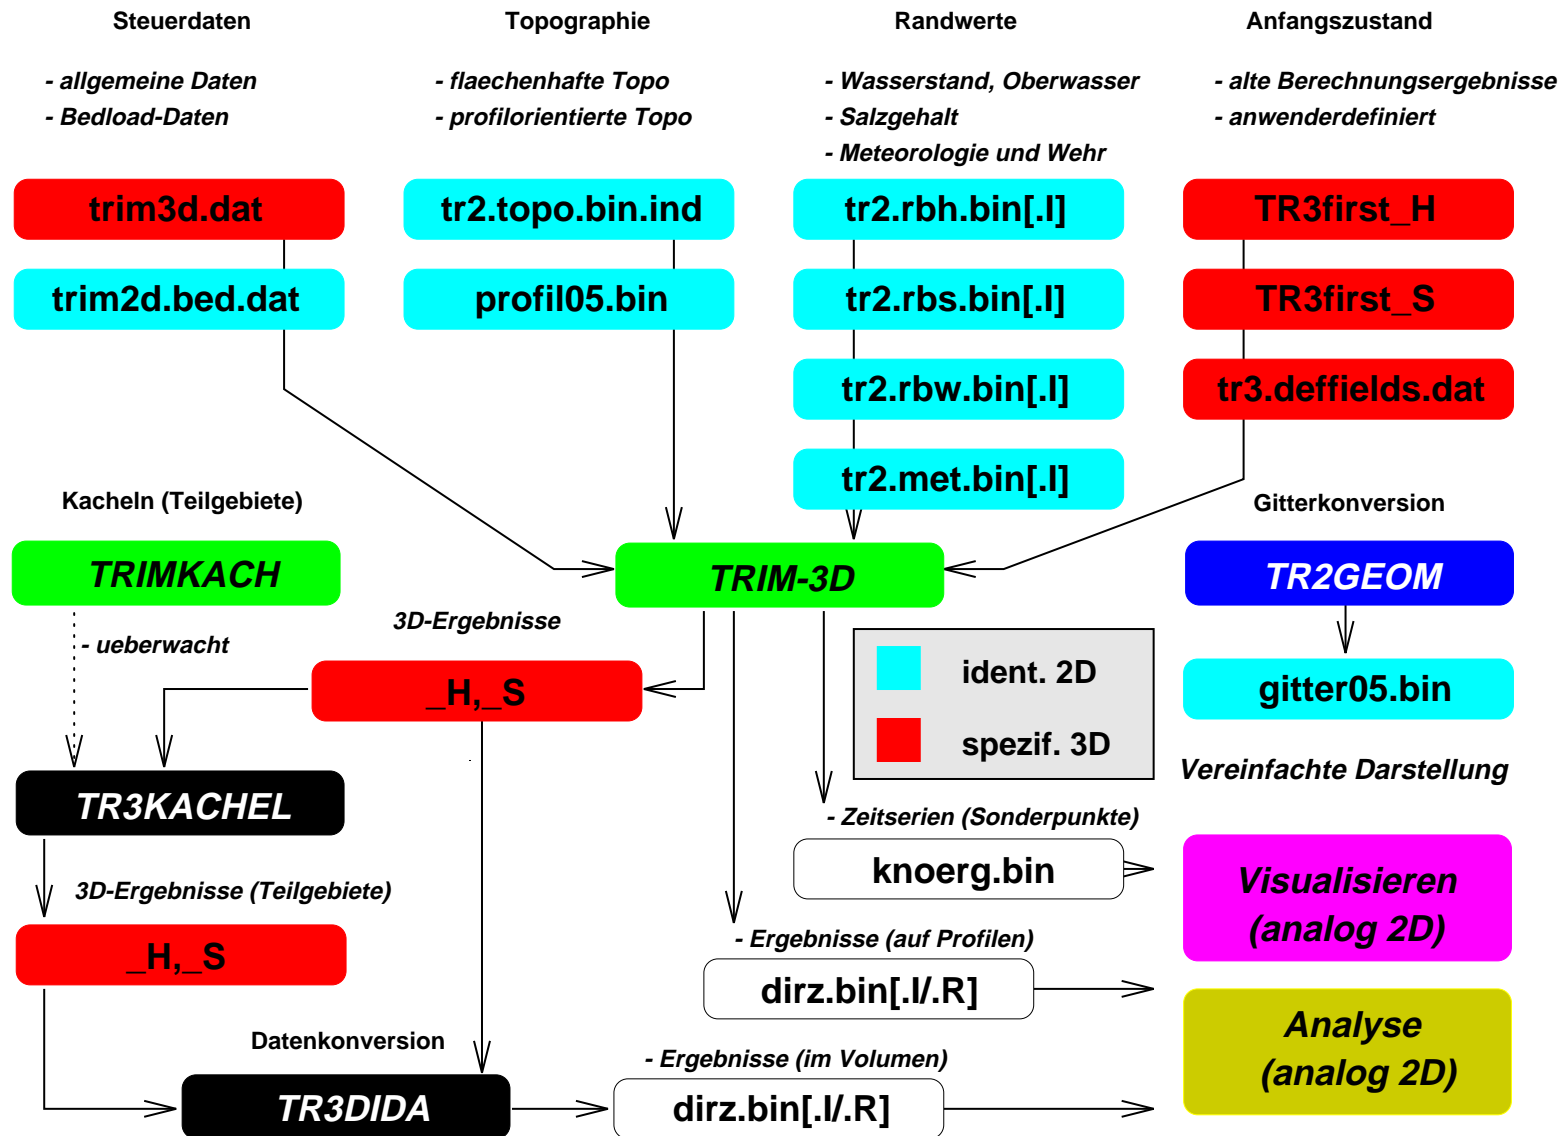 Steuerdaten
- allgemeine Daten
- Bedload-Daten
Topographie
- flaechenhafte Topo
- profilorientierte Topo
Randwerte
- Wasserstand, Oberwasser
- Salzgehalt
- Meteorologie und Wehr
Anfangszustand
- alte Berechnungsergebnisse
- anwenderdefiniert
trim3d.dat
trim2d.bed.dat
tr2.topo.bin.ind
profil05.bin
tr2.rbh.bin[.I]
tr2.rbs.bin[.I]
tr2.rbw.bin[.I]
tr2.met.bin[.I]
TR3first_H
TR3first_S
tr3.deffields.dat
Kacheln (Teilgebiete)
TRIMKACH
- ueberwacht
TRIM-3D
Gitterkonversion
TR2GEOM
gitter05.bin
3D-Ergebnisse
_H,_S
ident. 2D
spezif. 3D
Vereinfachte Darstellung
TR3KACHEL
3D-Ergebnisse (Teilgebiete)
_H,_S
- Zeitserien (Sonderpunkte)
knoerg.bin
- Ergebnisse (auf Profilen)
dirz.bin[.I/.R]
Datenkonversion
TR3DIDA
- Ergebnisse (im Volumen)
dirz.bin[.I/.R]
Visualisieren
(analog 2D)
Analyse
(analog 2D)